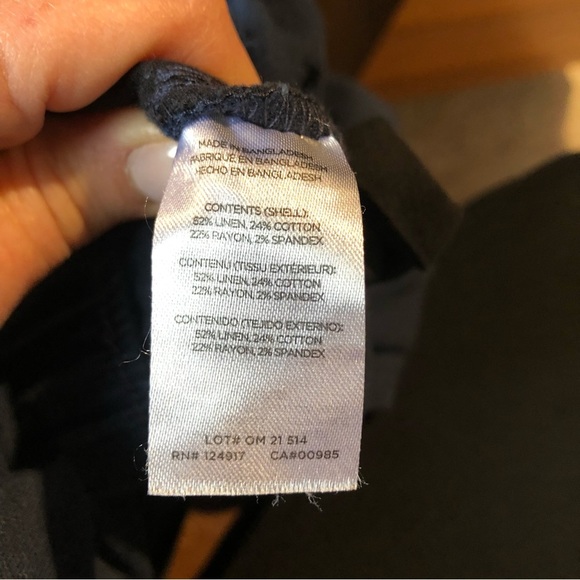 MADE IN BANGLADESH
FABRIQUÉ EN BANGLADESH
HECHO EN BANGLADESH
CONTENTS (SHELL):
52% LINEN, 24% COTTON
22% RAYON, 2% SPANDEX
CONTENU (TISSU EXTÉRIEUR):
52% LINEN, 24% COTTON
22% RAYON, 2% SPANDEX
CONTENIDO (TEJIDO EXTERNO):
52% LINEN, 24% COTTON
22% RAYON, 2% SPANDEX
LOT# OM 21 514
RN# 124917 CA#00985